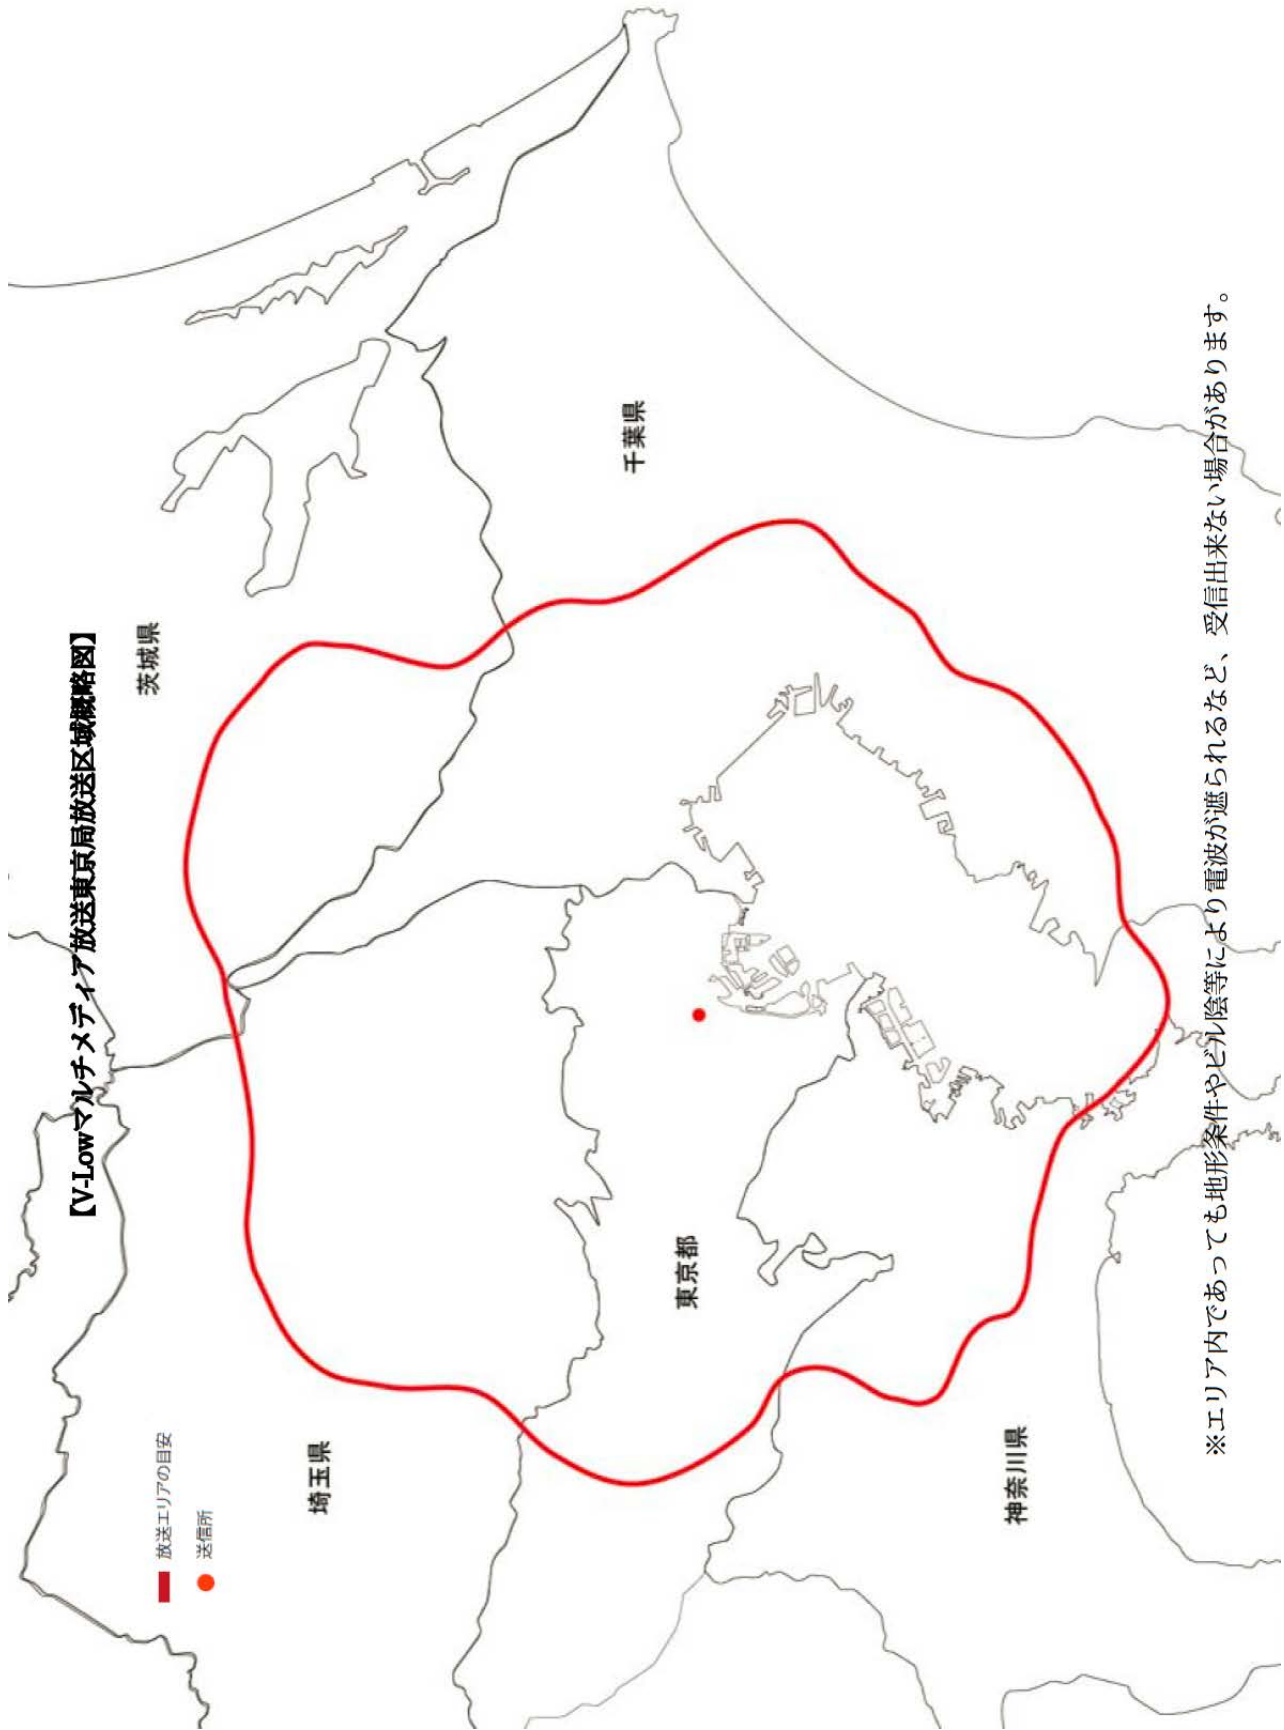 【V-Lowマルチメディア放送東京局放送区域概略図】
放送エリアの目安
送信所
茨城県
埼玉県
千葉県
東京都
神奈川県
※エリア内であっても地形条件やビル陰等により電波が遮られるなど、受信出来ない場合があります。